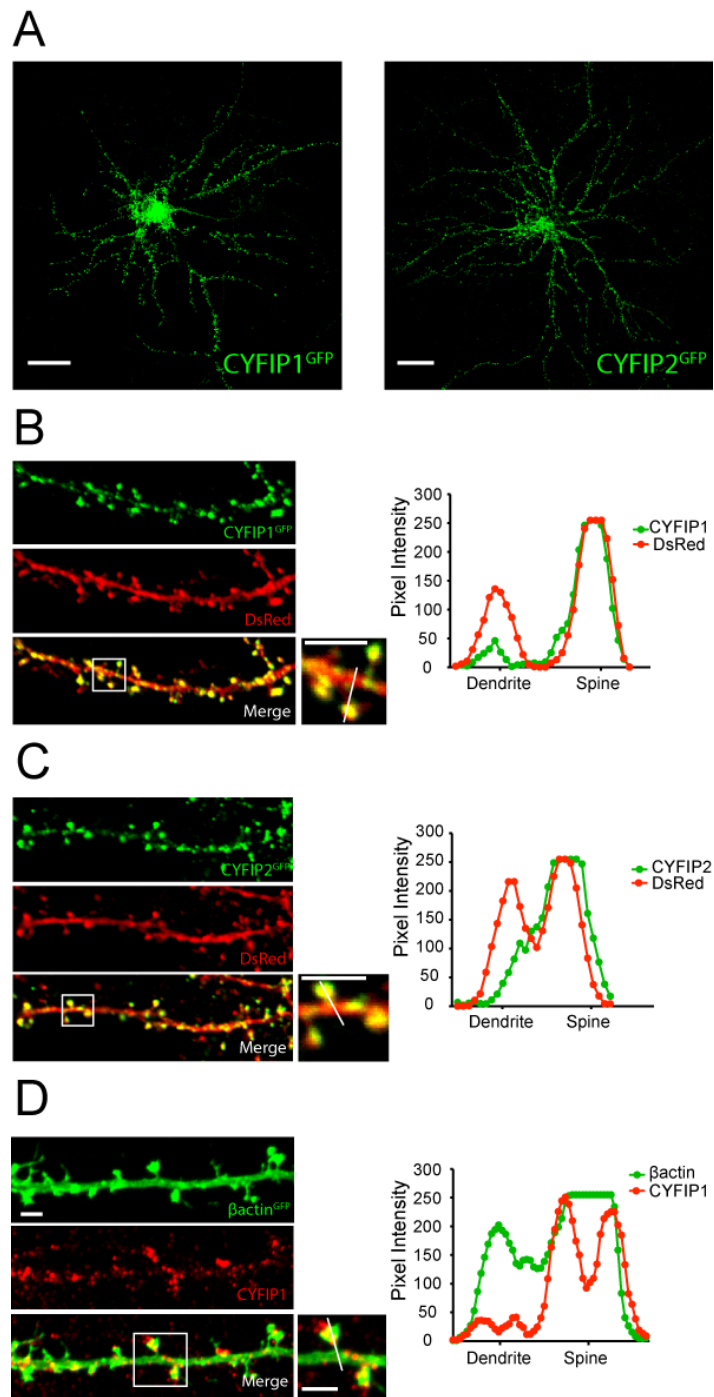 A
CYFIP1GFP
CYFIP2GFP
B
CYFIP1GFP
DsRed
Merge
Pixel Intensity
300
250
200
150
100
50
0
Dendrite
Spine
CYFIP1
DsRed
C
CYFIP2GFP
DsRed
Merge
Pixel Intensity
300
250
200
150
100
50
0
Dendrite
Spine
CYFIP2
DsRed
D
βactinGFP
CYFIP1
Merge
Pixel Intensity
300
250
200
150
100
50
0
Dendrite
Spine
βactin
CYFIP1